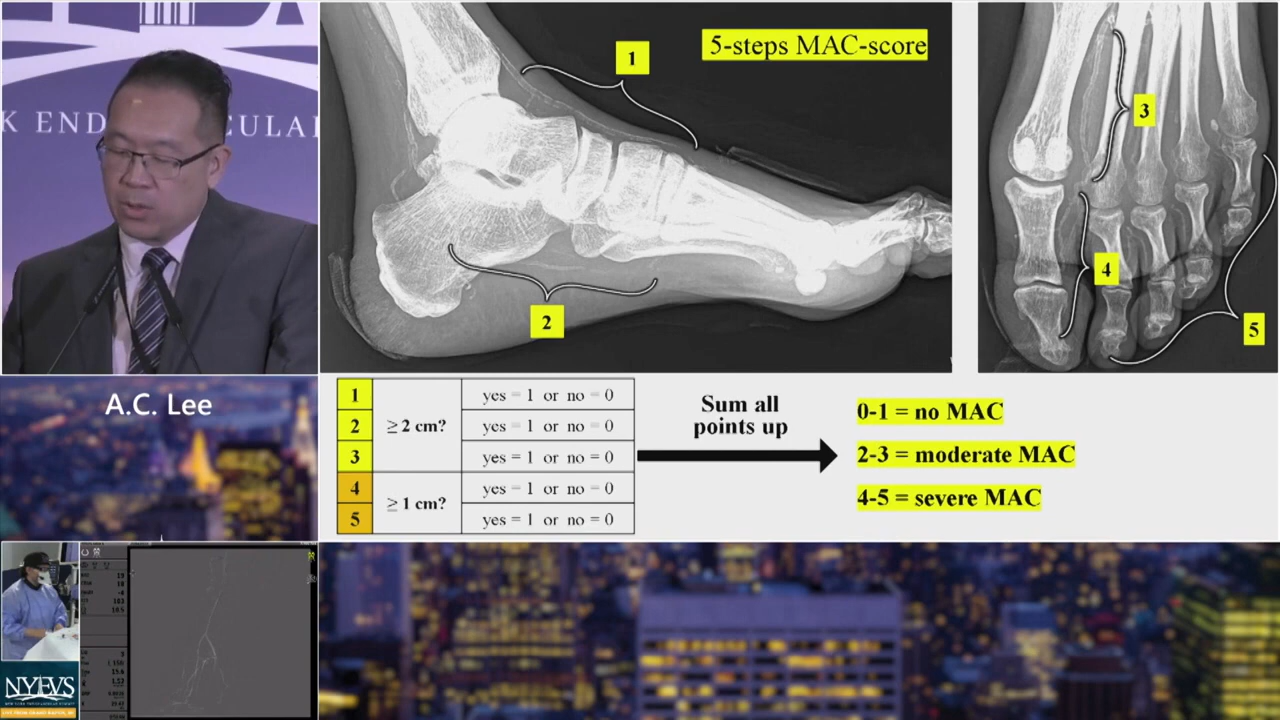 K END
CULAR
5-steps MAC-score
1
2
3
4
5
A.C. Lee
1
2
3
4
5
≥ 2 cm?
≥ 1 cm?
yes = 1 or no = 0
yes = 1 or no = 0
yes = 1 or no = 0
yes = 1 or no = 0
yes = 1 or no = 0
Sum all
points up
0-1 = no MAC
2-3 = moderate MAC
4-5 = severe MAC
NYEVS